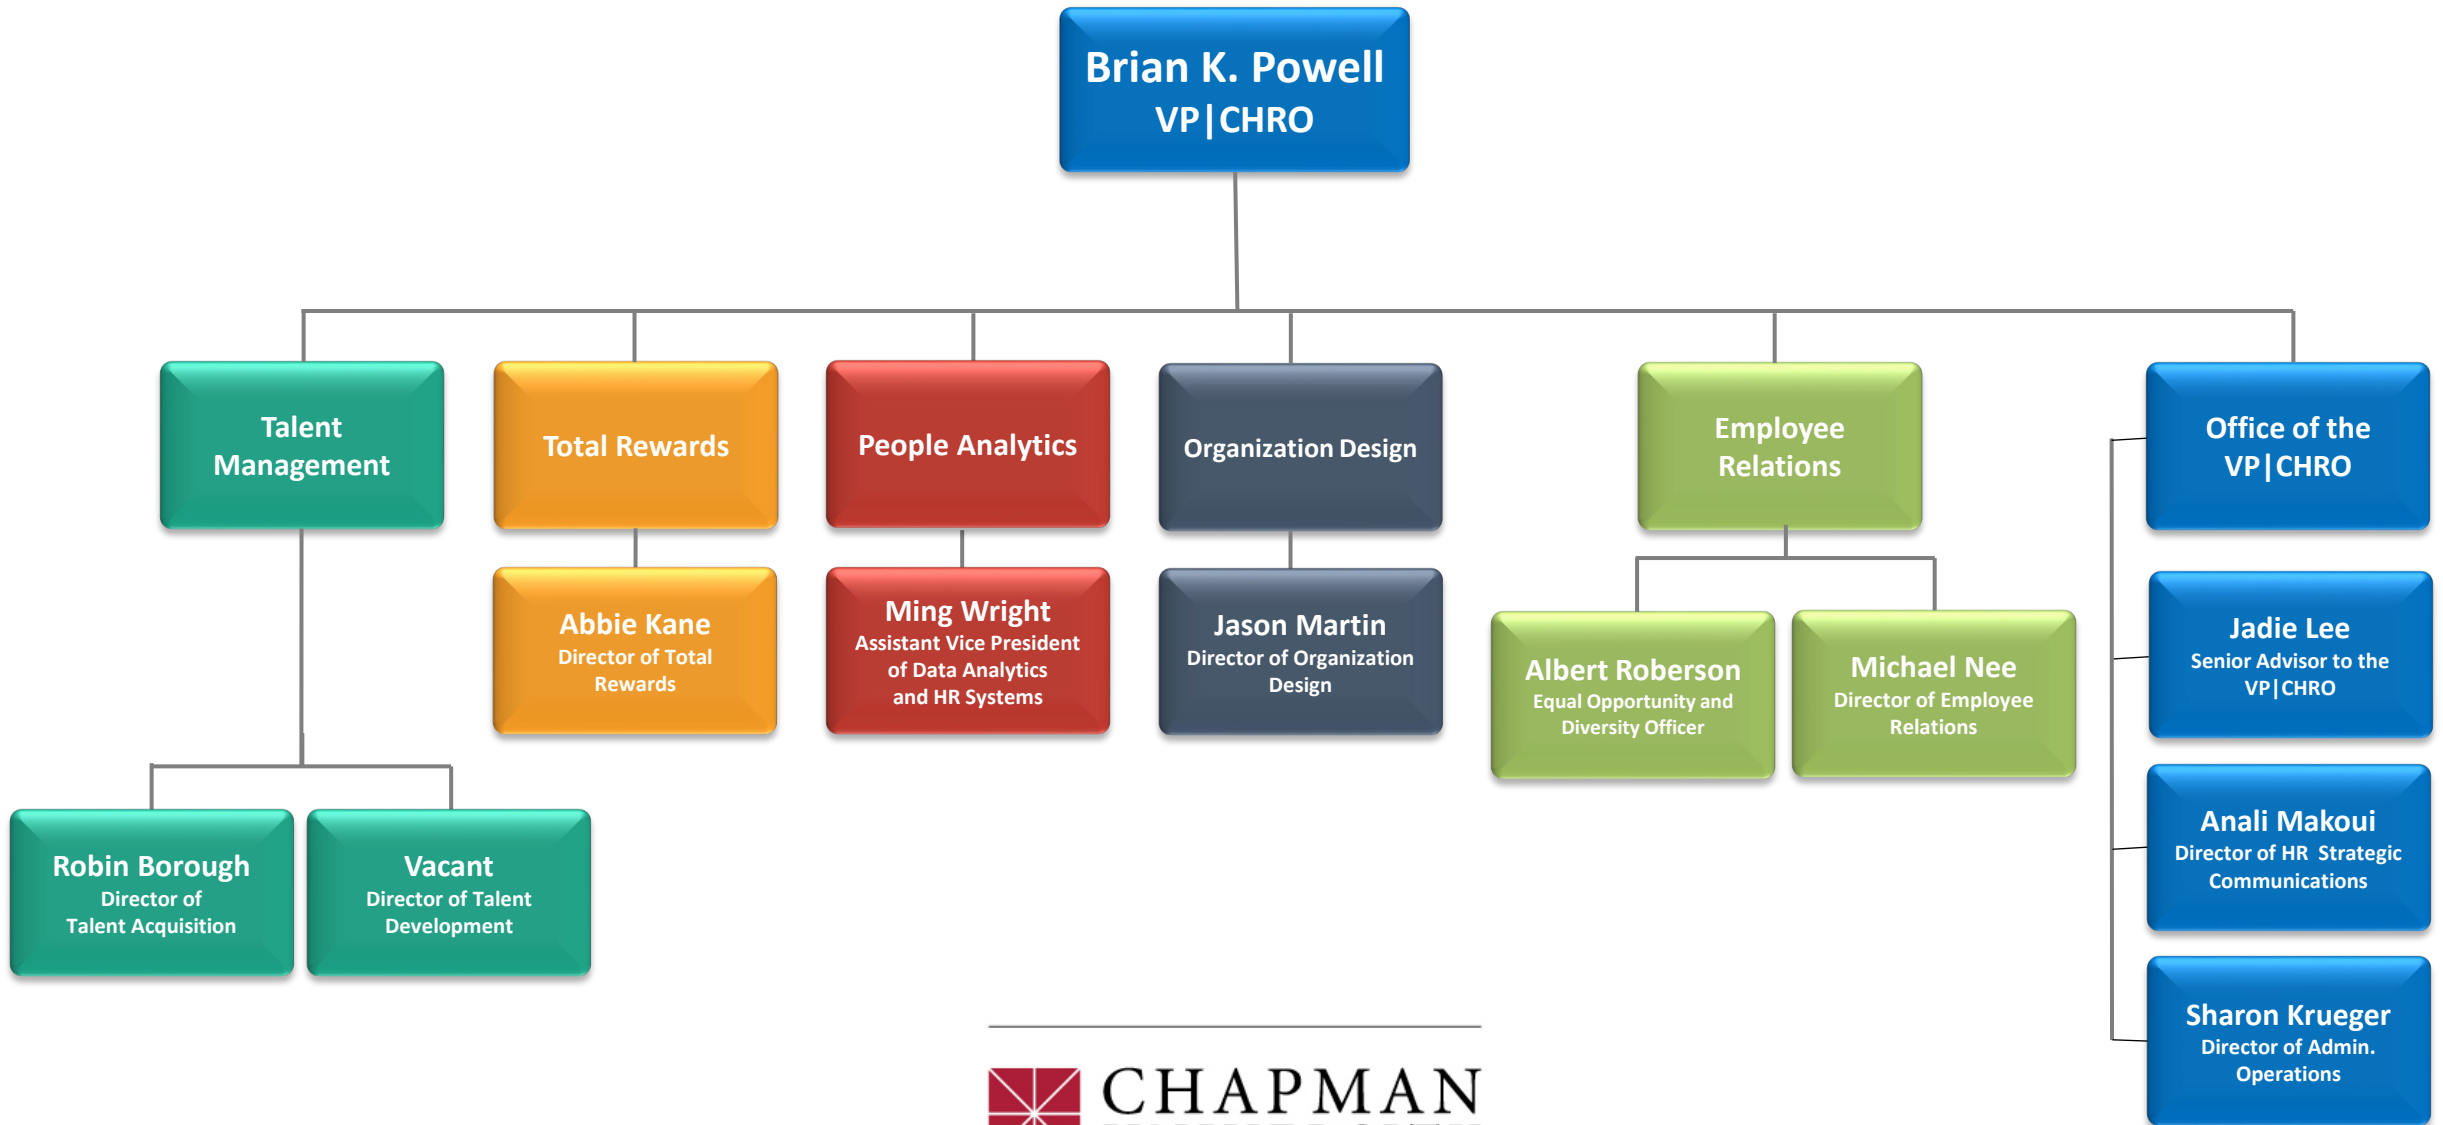 Brian K. Powell
VP|CHRO
Talent
Management
Total Rewards
People Analytics
Organization Design
Employee
Relations
Office of the
VP|CHRO
Abbie Kane
Director of Total
Rewards
Ming Wright
Assistant Vice President
of Data Analytics
and HR Systems
Jason Martin
Director of Organization
Design
Albert Roberson
Equal Opportunity and
Diversity Officer
Michael Nee
Director of Employee
Relations
Jadie Lee
Senior Advisor to the
VP|CHRO
Robin Borough
Director of
Talent Acquisition
Vacant
Director of Talent
Development
Anali Makoui
Director of HR Strategic
Communications
Sharon Krueger
Director of Admin.
Operations
CHAPMAN